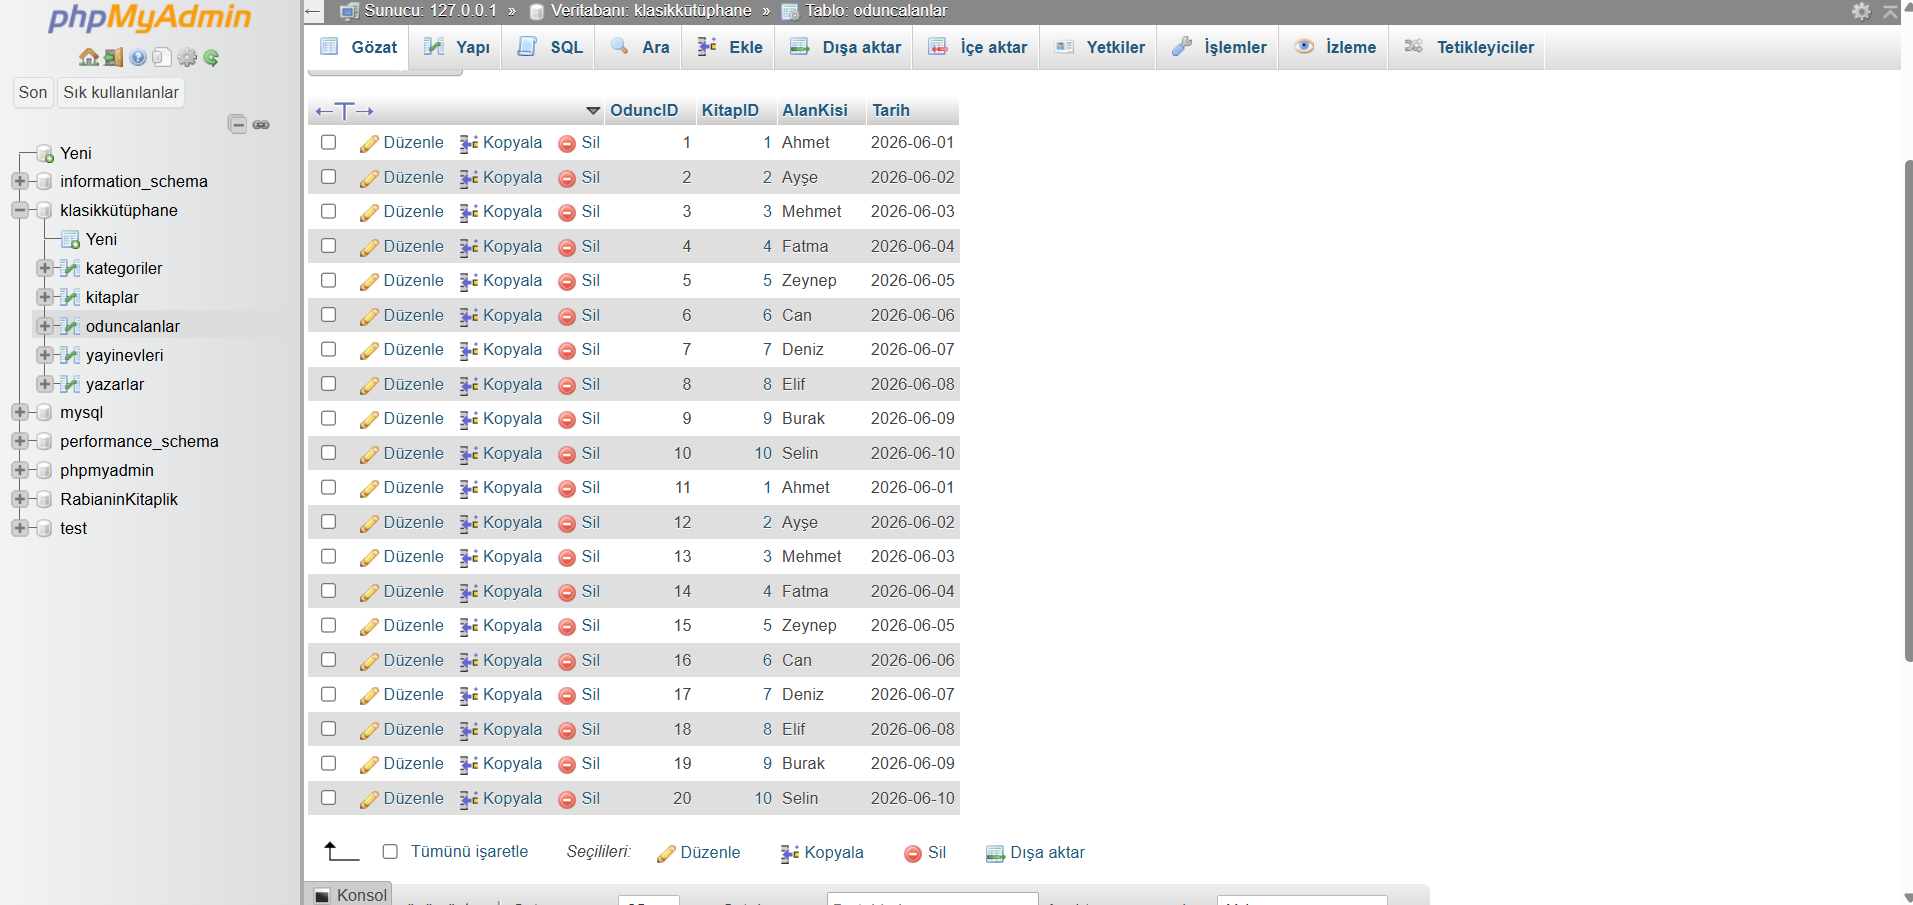 phpMyAdmin
Son Sık kullanılanlar
Yeni
information_schema
klasikkütüphane
Yeni
kategoriler
kitaplar
oduncalanlar
yayinevleri
yazarlar
mysql
performance_schema
phpmyadmin
RabianinKitaplik
test
Sunucu: 127.0.0.1 » Veritabanı: klasikkütüphane » Tablo: oduncalanlar
Gözat Yapı SQL Ara Ekle Dışa aktar İçe aktar Yetkiler İşlemler İzleme Tetikleyiciler
OduncID KitapID AlanKisi Tarih
Düzenle Kopyala Sil 1 1 Ahmet 2026-06-01
Düzenle Kopyala Sil 2 2 Ayşe 2026-06-02
Düzenle Kopyala Sil 3 3 Mehmet 2026-06-03
Düzenle Kopyala Sil 4 4 Fatma 2026-06-04
Düzenle Kopyala Sil 5 5 Zeynep 2026-06-05
Düzenle Kopyala Sil 6 6 Can 2026-06-06
Düzenle Kopyala Sil 7 7 Deniz 2026-06-07
Düzenle Kopyala Sil 8 8 Elif 2026-06-08
Düzenle Kopyala Sil 9 9 Burak 2026-06-09
Düzenle Kopyala Sil 10 10 Selin 2026-06-10
Düzenle Kopyala Sil 11 1 Ahmet 2026-06-01
Düzenle Kopyala Sil 12 2 Ayşe 2026-06-02
Düzenle Kopyala Sil 13 3 Mehmet 2026-06-03
Düzenle Kopyala Sil 14 4 Fatma 2026-06-04
Düzenle Kopyala Sil 15 5 Zeynep 2026-06-05
Düzenle Kopyala Sil 16 6 Can 2026-06-06
Düzenle Kopyala Sil 17 7 Deniz 2026-06-07
Düzenle Kopyala Sil 18 8 Elif 2026-06-08
Düzenle Kopyala Sil 19 9 Burak 2026-06-09
Düzenle Kopyala Sil 20 10 Selin 2026-06-10
Tümünü işaretle Seçilileri: Düzenle Kopyala Sil Dışa aktar
Konsol